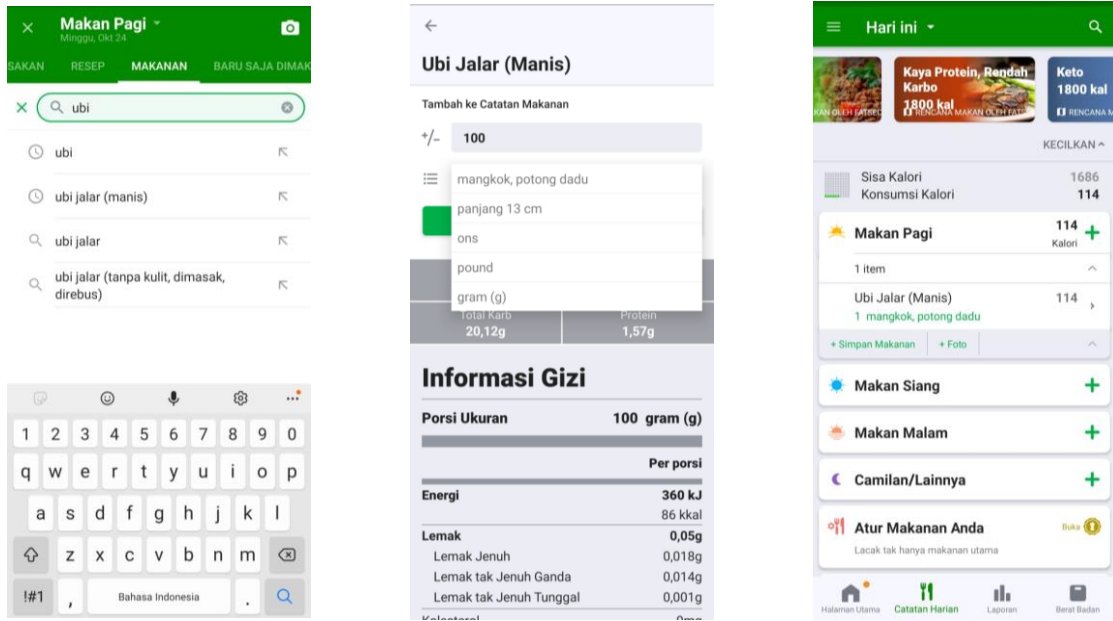 Makan Pagi
Minggu, Okt 24
SAKAN RESEP MAKANAN BARU SAJA DIMAK
ubi
ubi
ubi jalar (manis)
ubi jalar
ubi jalar (tanpa kulit, dimasak,
direbus)
1 2 3 4 5 6 7 8 9 0
q w e r t y u i o p
a s d f g h j k l
z x c v b n m
!#1 , Bahasa Indonesia .
Ubi Jalar (Manis)
Tambah ke Catatan Makanan
+/- 100
mangkok, potong dadu
panjang 13 cm
ons
pound
gram (g)
Total Karb Protein
20,12g 1,57g
Informasi Gizi
Porsi Ukuran 100 gram (g)
Per porsi
Energi 360 kJ
86 kkal
Lemak 0,05g
Lemak Jenuh 0,018g
Lemak tak Jenuh Ganda 0,014g
Lemak tak Jenuh Tunggal 0,001g
Kolesterol 0mg
Hari ini
Kaya Protein, Rendah
Karbo
1800 kal
RENCANA MAKAN OLEH FAT
KAN OLEH FATSEC
Keto
1800 kal
RENCANA M
KECILKAN
Sisa Kalori 1686
Konsumsi Kalori 114
Makan Pagi 114
Kalori
1 item
Ubi Jalar (Manis) 114
1 mangkok, potong dadu
+ Simpan Makanan + Foto
Makan Siang
Makan Malam
Camilan/Lainnya
Atur Makanan Anda Buka
Lacak tak hanya makanan utama
Halaman Utama Catatan Harian Laporan Berat Badan